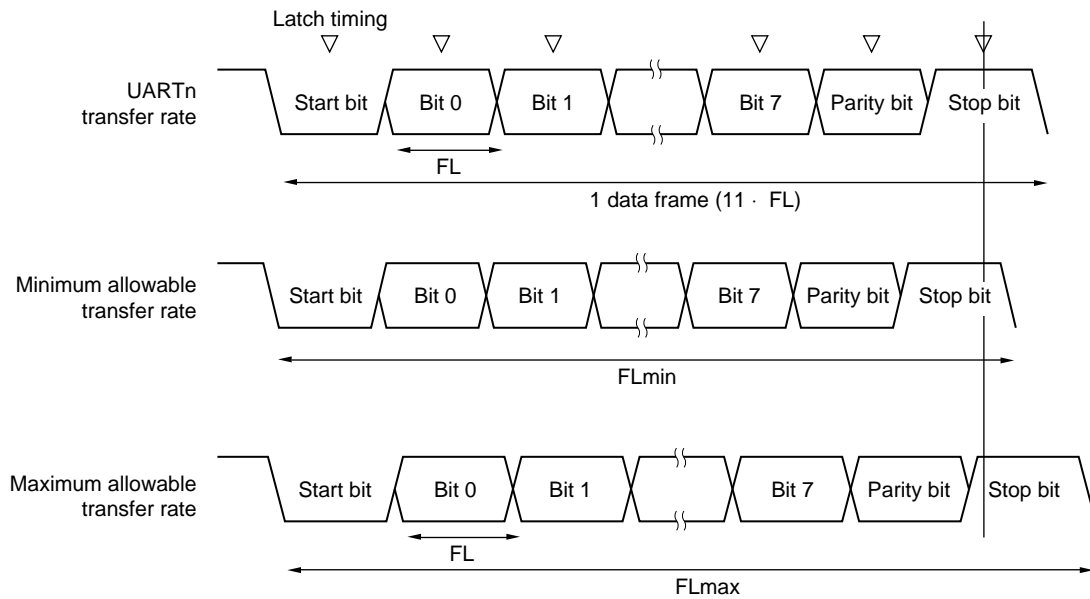 Latch timing
UARTn
transfer rate
Start bit
Bit 0
Bit 1
Bit 7
Parity bit
Stop bit
FL
1 data frame (11 · FL)
Minimum allowable
transfer rate
Start bit
Bit 0
Bit 1
Bit 7
Parity bit
Stop bit
FLmin
Maximum allowable
transfer rate
Start bit
Bit 0
Bit 1
Bit 7
Parity bit
Stop bit
FL
FLmax